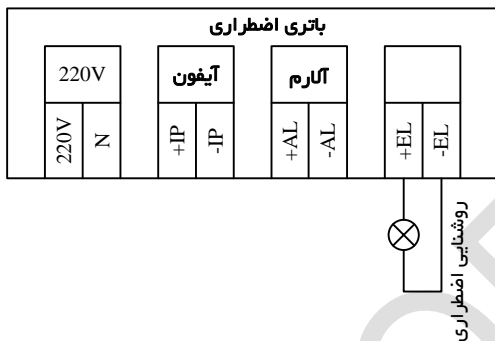 باتری اضطراری
220V
آیفون
آلارم
220V
N
+IP
-IP
+AL
-AL
+EL
-EL
روشنایی اضطراری